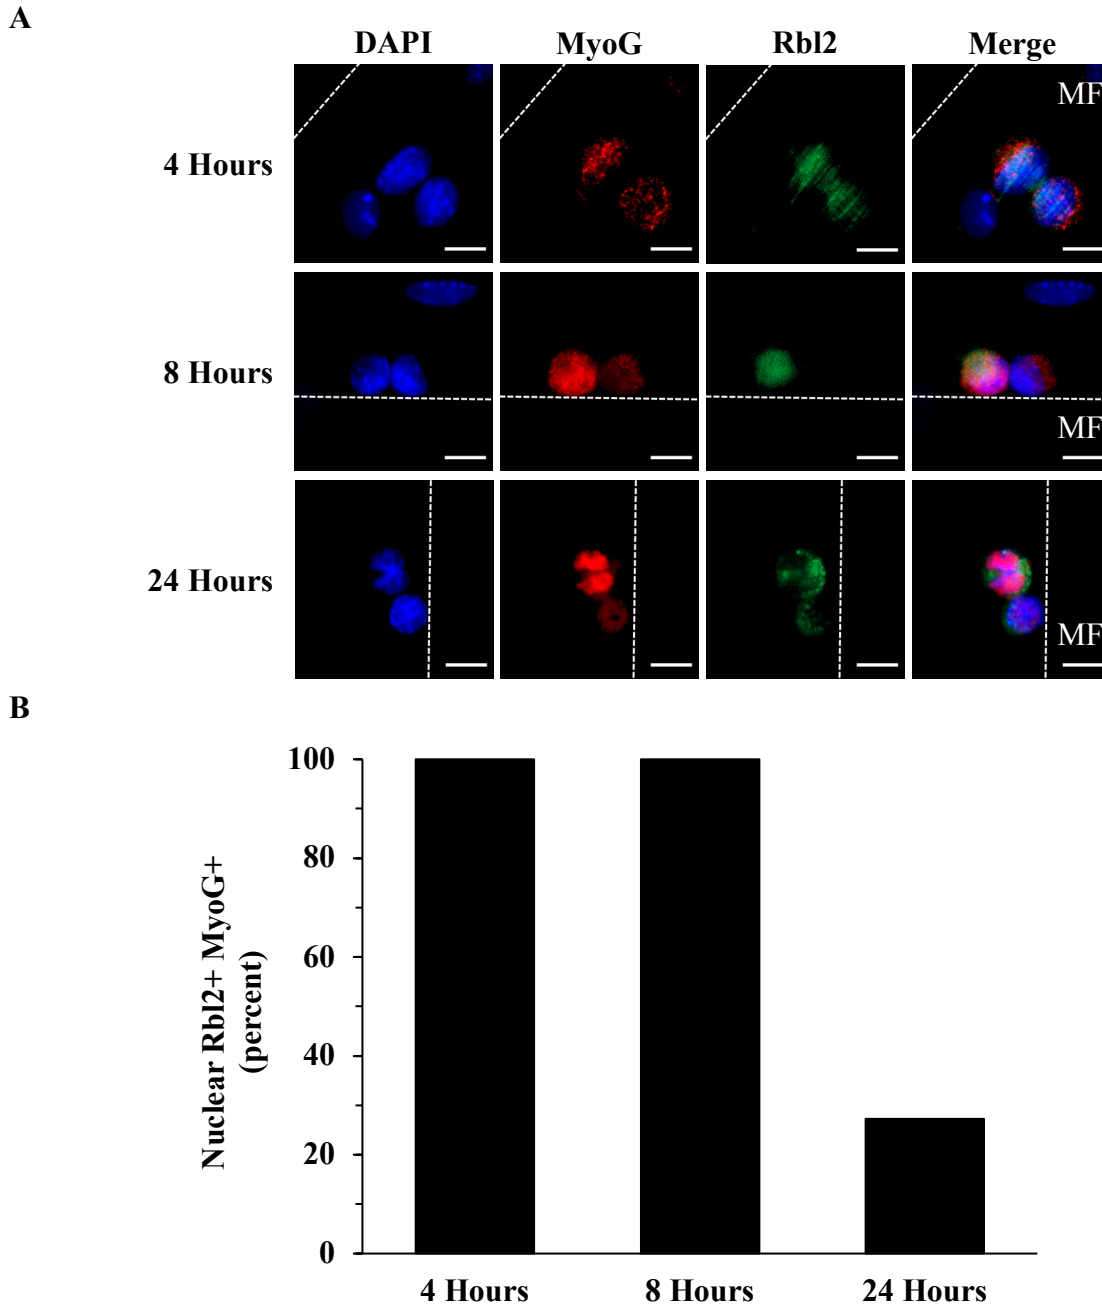 A
DAPI MyoG Rbl2 Merge
4 Hours
MF
8 Hours
MF
24 Hours
MF
B
Nuclear Rbl2+ MyoG+
(percent)
100
80
60
40
20
0
4 Hours 8 Hours 24 Hours